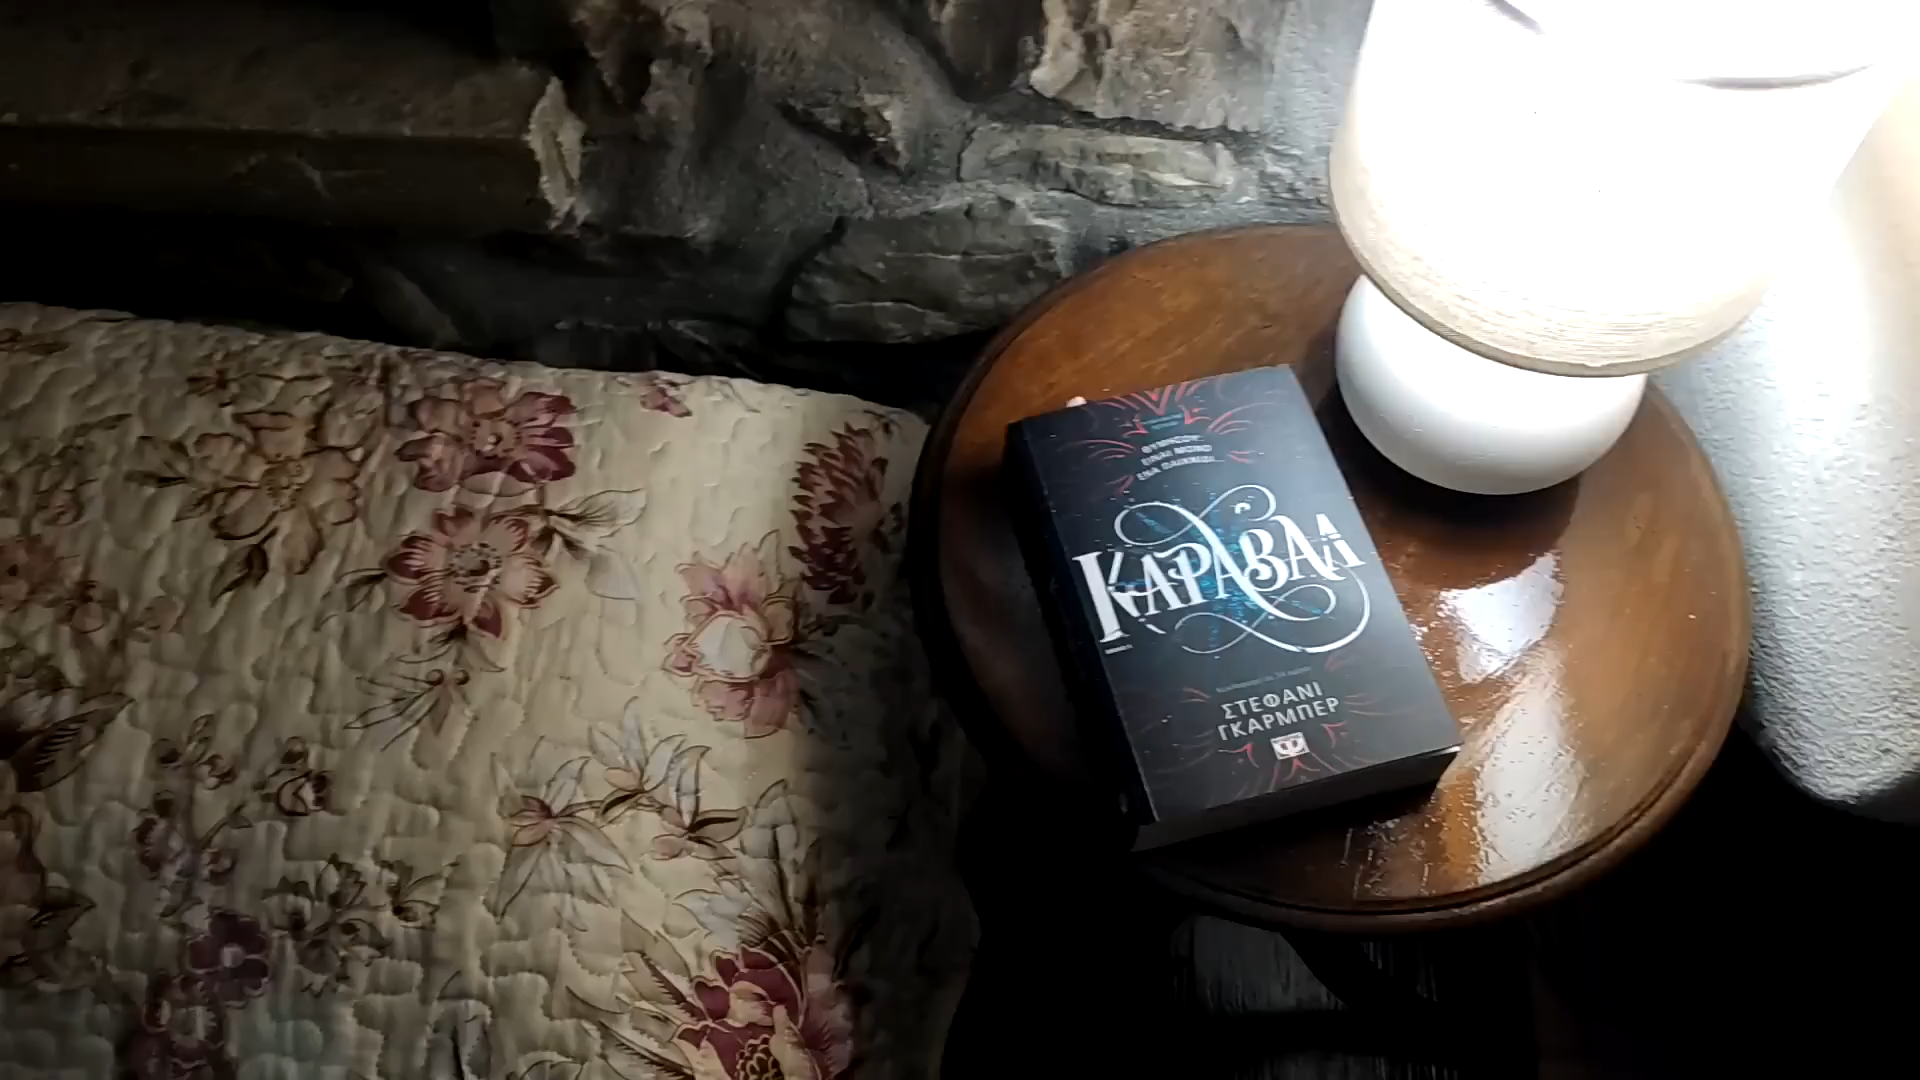 ΘΥΜΗΣΟΥ:
ΕΙΝΑΙ ΜΟΝΟ
ΕΝΑ ΠΑΙΧΝΙΔΙ...
ΚΑΡΑΒΑΛ
ΣΤΕΦΑΝΙ
ΓΚΑΡΜΠΕΡ